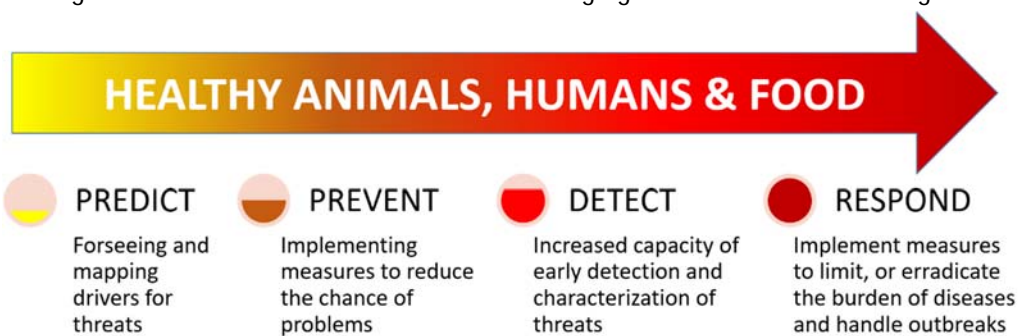 HEALTHY ANIMALS, HUMANS & FOOD
PREDICT
Forseeing and
mapping
drivers for
threats
PREVENT
Implementing
measures to reduce
the chance of
problems
DETECT
Increased capacity of
early detection and
characterization of
threats
RESPOND
Implement measures
to limit, or erradicate
the burden of diseases
and handle outbreaks